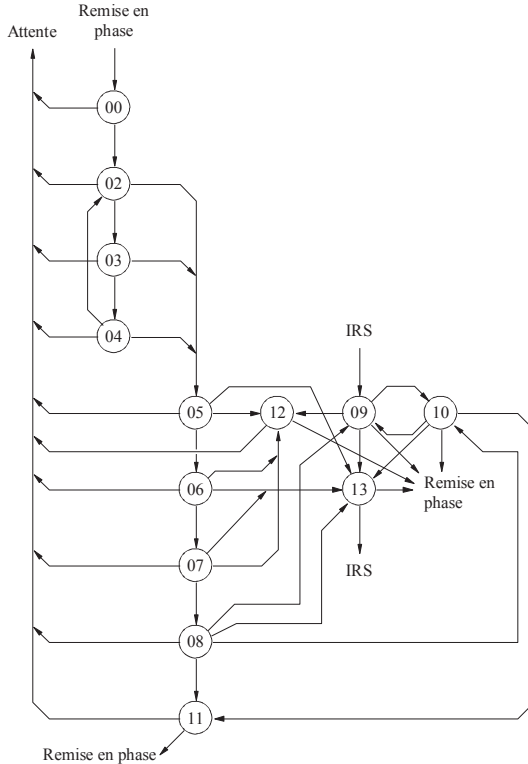 Attente
Remise en
phase
00
02
03
04
IRS
05
12
09
10
06
13
Remise en
phase
07
IRS
08
11
Remise en phase